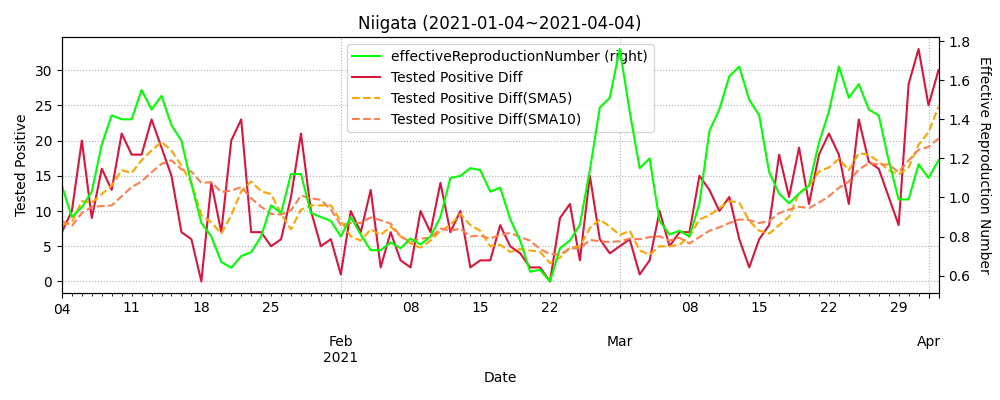 Niigata (2021-01-04~2021-04-04)
effectiveReproductionNumber (right)
Tested Positive Diff
Tested Positive Diff(SMA5)
Tested Positive Diff(SMA10)
Tested Positive
30
25
20
15
10
5
0
1.8
1.6
1.4
1.2
1.0
0.8
0.6
Effective Reproduction Number
04 11 18 25 08 15 22 08 15 22 29
Feb Mar Apr
2021
Date